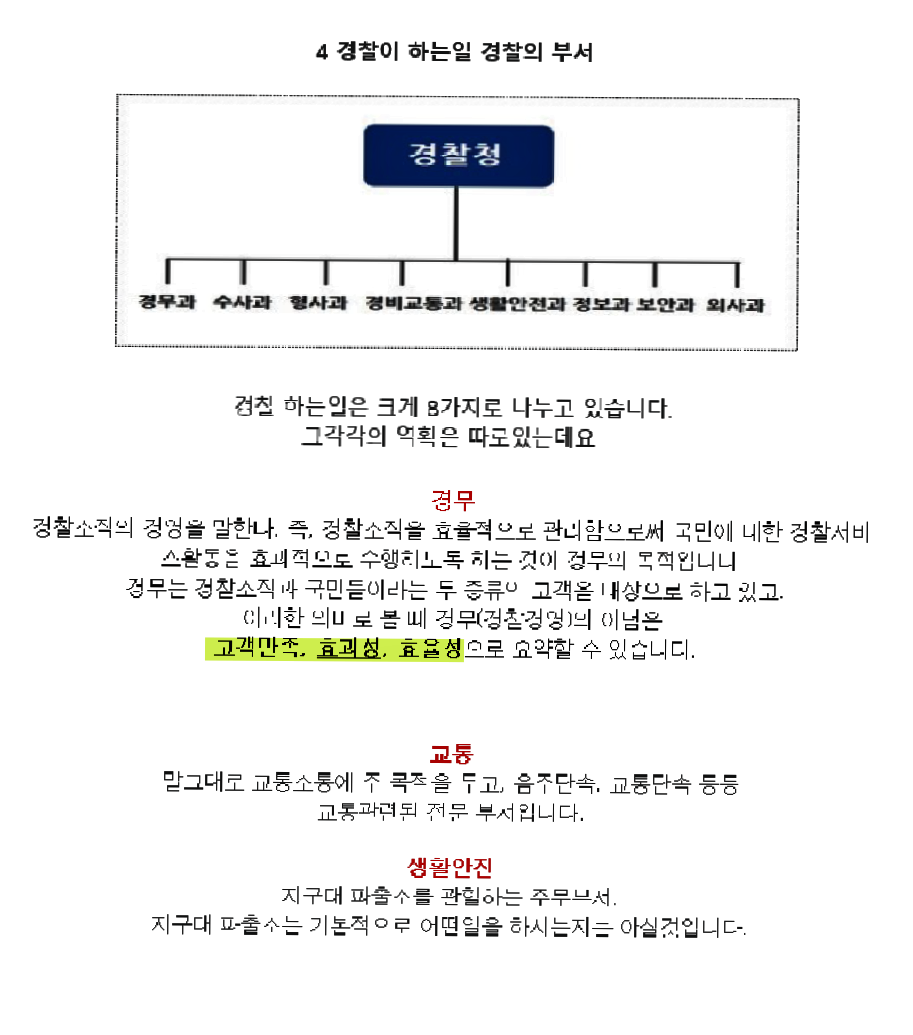 4 경찰이 하는일 경찰의 부서
경찰청
경무과 수사과 형사과 경비교통과 생활안전과 정보과 보안과 외사과
경찰 하는일은 크게 8가지로 나누고 있습니다.
그각각의 역획은 따로있는데요
경무
경찰조직의 경영을 말한다. 즉, 경찰조직을 효율적으로 관리함으로써 국민에 대한 경찰서비
스활동을 효과적으로 수행하도록 하는 것이 경무의 목적입니다
경무는 경찰조직과 국민들이라는 두 종류의 고객을 대상으로 하고 있고.
이러한 의미로 볼 때 경무(경찰경영)의 이념은
고객만족, 효과성, 효율성으로 요약할 수 있습니다.
교통
말그대로 교통소통에 주 목적을 두고, 음주단속, 교통단속 등등
교통관련된 전문 부서입니다.
생활안전
지구대 파출소를 관할하는 주무부서.
지구대 파출소는 기본적으로 어떤일을 하시는지는 아실것입니다.